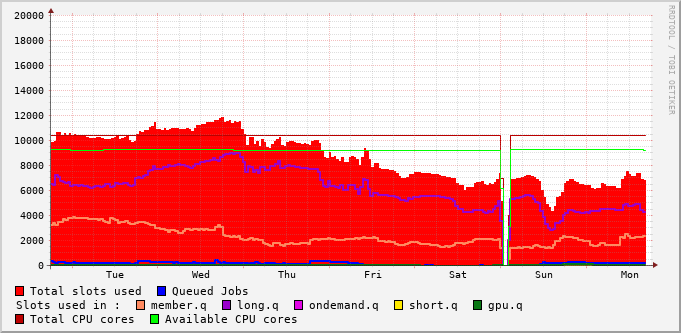 20000
18000
16000
14000
12000
10000
8000
6000
4000
2000
0
Tue Wed Thu Fri Sat Sun Mon
Total slots used Queued Jobs
Slots used in : member.q long.q ondemand.q short.q gpu.q
Total CPU cores Available CPU cores
RRDTOOL / TOBI OETIKER